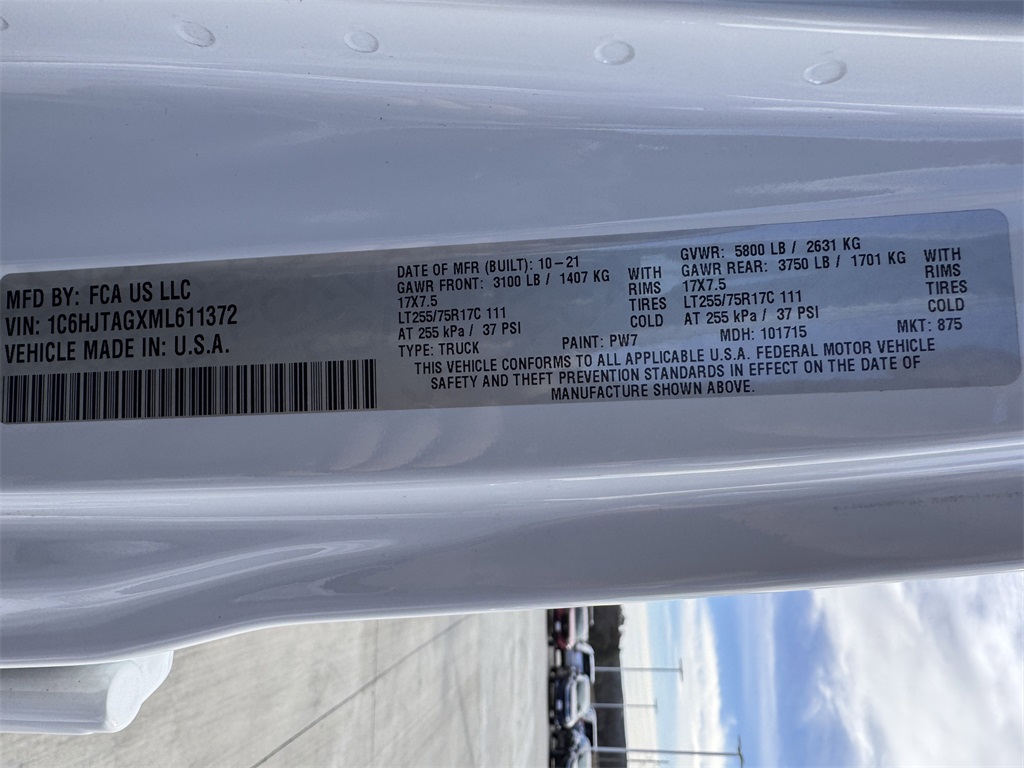 MFD BY: FCA US LLC
VIN: 1C6HJTAGXML611372
VEHICLE MADE IN: U.S.A.
DATE OF MFR (BUILT): 10-21
GAWR FRONT: 3100 LB / 1407 KG WITH
17X7.5 RIMS
LT255/75R17C 111 TIRES
AT 255 kPa / 37 PSI COLD
GVWR: 5800 LB / 2631 KG
GAWR REAR: 3750 LB / 1701 KG WITH
17X7.5 RIMS
LT255/75R17C 111 TIRES
AT 255 kPa / 37 PSI COLD
TYPE: TRUCK PAINT: PW7 MDH: 101715 MKT: 875
THIS VEHICLE CONFORMS TO ALL APPLICABLE U.S.A. FEDERAL MOTOR VEHICLE
SAFETY AND THEFT PREVENTION STANDARDS IN EFFECT ON THE DATE OF
MANUFACTURE SHOWN ABOVE.